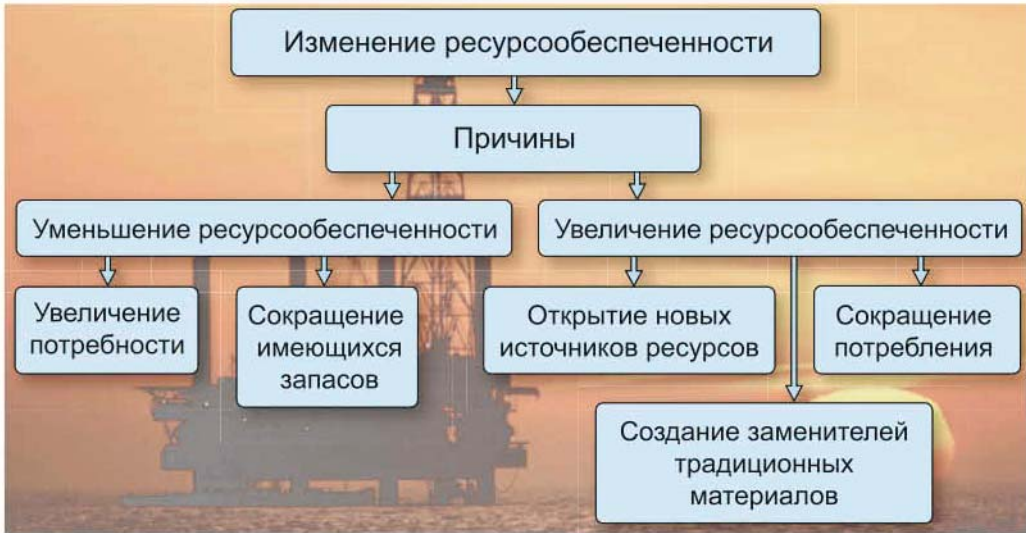 Изменение ресурсообеспеченности
Причины
Уменьшение ресурсообеспеченности
Увеличение ресурсообеспеченности
Увеличение
потребности
Сокращение
имеющихся
запасов
Открытие новых
источников ресурсов
Сокращение
потребления
Создание заменителей
традиционных
материалов